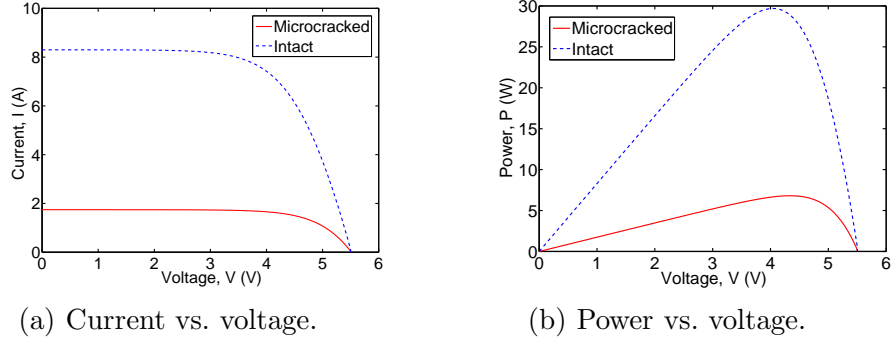 10
8
6
4
2
0
Current, I (A)
Microcracked
Intact
0 1 2 3 4 5 6
Voltage, V (V)
(a) Current vs. voltage.
30
25
20
15
10
5
0
Power, P (W)
Microcracked
Intact
0 1 2 3 4 5 6
Voltage, V (V)
(b) Power vs. voltage.